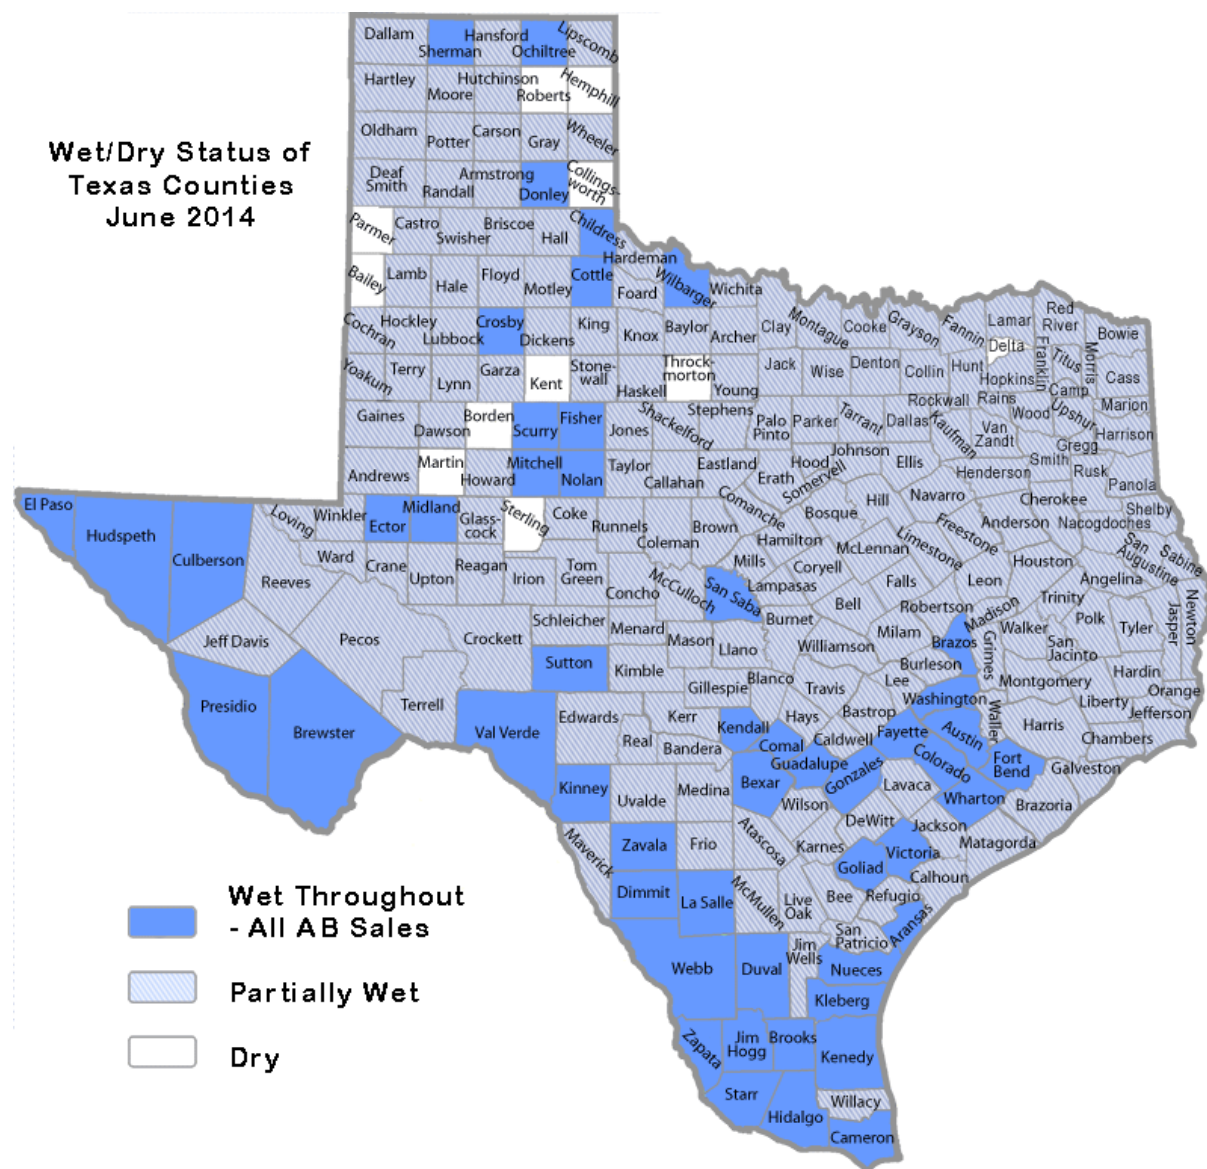 Wet/Dry Status of
Texas Counties
June 2014
Dallam
Sherman
Hansford
Ochiltree
Lipscomb
Hartley
Moore
Hutchinson
Roberts
Hemphill
Oldham
Potter
Carson
Gray
Wheeler
Deaf
Smith
Randall
Armstrong
Donley
Collings-
worth
Parmer
Castro
Swisher
Briscoe
Hall
Childress
Hardeman
Bailey
Lamb
Hale
Floyd
Motley
Cottle
Foard
Wilbarger
Wichita
Cochran
Hockley
Lubbock
Crosby
Dickens
King
Knox
Baylor
Archer
Clay
Montague
Cooke
Grayson
Fannin
Lamar
Red
River
Bowie
Delta
Yoakum
Terry
Lynn
Garza
Kent
Stone-
wall
Haskell
Throck-
morton
Young
Jack
Wise
Denton
Collin
Hunt
Hopkins
Franklin
Titus
Morris
Camp
Cass
Gaines
Dawson
Borden
Scurry
Fisher
Jones
Shackelford
Stephens
Palo
Pinto
Parker
Tarrant
Dallas
Rockwall
Kaufman
Rains
Van
Zandt
Wood
Upshur
Marion
Gregg
Harrison
Andrews
Martin
Howard
Mitchell
Nolan
Taylor
Callahan
Eastland
Erath
Hood
Somervell
Johnson
Ellis
Henderson
Smith
Rusk
Panola
El Paso
Hudspeth
Culberson
Loving
Winkler
Ector
Midland
Glass-
cock
Sterling
Coke
Runnels
Coleman
Brown
Comanche
Hamilton
Bosque
Hill
Navarro
Freestone
Anderson
Cherokee
Nacogdoches
Shelby
San
Augustine
Sabine
Reeves
Ward
Crane
Upton
Reagan
Irion
Tom
Green
Concho
McCulloch
San Saba
Mills
Lampasas
Coryell
McLennan
Limestone
Falls
Leon
Houston
Angelina
Trinity
Jeff Davis
Pecos
Crockett
Schleicher
Menard
Mason
Llano
Burnet
Bell
Williamson
Milam
Robertson
Brazos
Madison
Grimes
Walker
San
Jacinto
Polk
Tyler
Jasper
Newton
Hardin
Presidio
Brewster
Terrell
Val Verde
Sutton
Kimble
Gillespie
Blanco
Travis
Lee
Burleson
Washington
Montgomery
Liberty
Orange
Jefferson
Chambers
Edwards
Real
Kerr
Bandera
Kendall
Comal
Hays
Caldwell
Bastrop
Fayette
Austin
Waller
Harris
Kinney
Uvalde
Medina
Bexar
Guadalupe
Gonzales
Colorado
Fort
Bend
Galveston
Wilson
Lavaca
Wharton
Brazoria
Maverick
Zavala
Frio
Atascosa
Karnes
DeWitt
Jackson
Matagorda
Dimmit
La Salle
McMullen
Live
Oak
Bee
Goliad
Victoria
Calhoun
Refugio
Aransas
San
Patricio
Webb
Duval
Jim
Wells
Nueces
Kleberg
Zapata
Jim
Hogg
Brooks
Kenedy
Starr
Hidalgo
Willacy
Cameron
Wet Throughout
- All AB Sales
Partially Wet
Dry